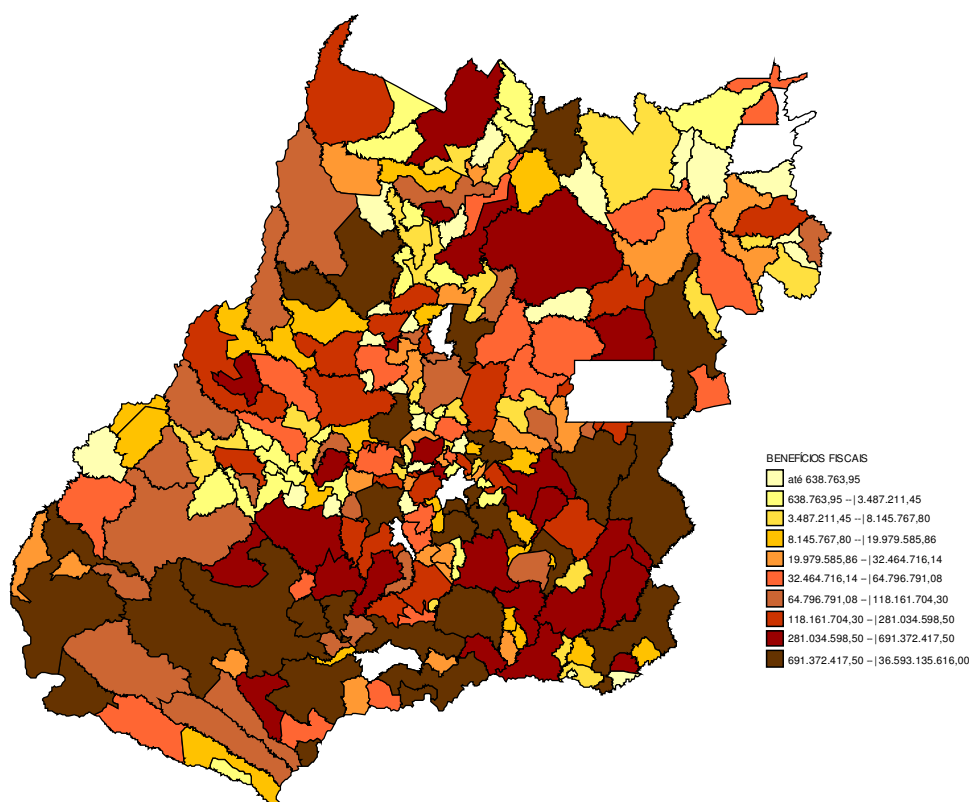 BENEFÍCIOS FISCAIS
até 638.763,95
638.763,95 --| 3.487.211,45
3.487.211,45 --| 8.145.767,80
8.145.767,80 --| 19.979.585,86
19.979.585,86 --| 32.464.716,14
32.464.716,14 --| 64.796.791,08
64.796.791,08 --| 118.161.704,30
118.161.704,30 --| 281.034.598,50
281.034.598,50 --| 691.372.417,50
691.372.417,50 --| 36.593.135.616,00